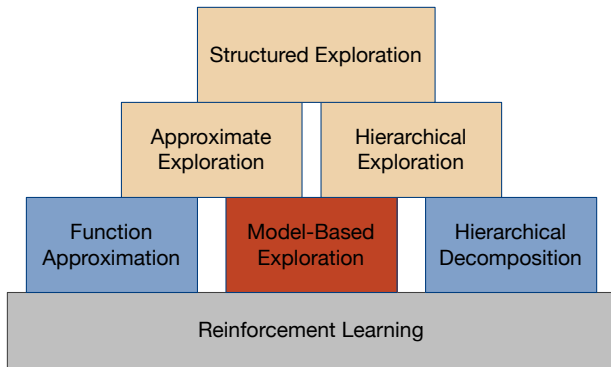 Structured Exploration
Approximate
Exploration
Hierarchical
Exploration
Function
Approximation
Model-Based
Exploration
Hierarchical
Decomposition
Reinforcement Learning